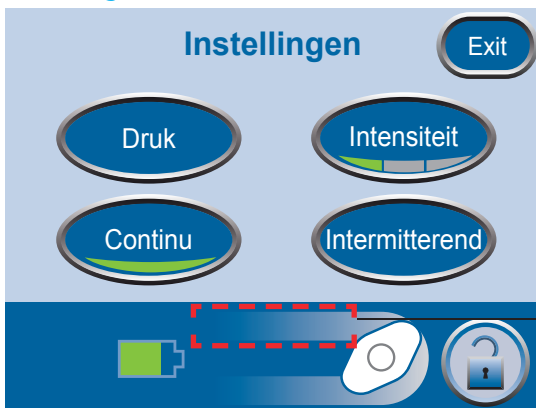 Instellingen
Exit
Druk
Intensiteit
Continu
Intermitterend